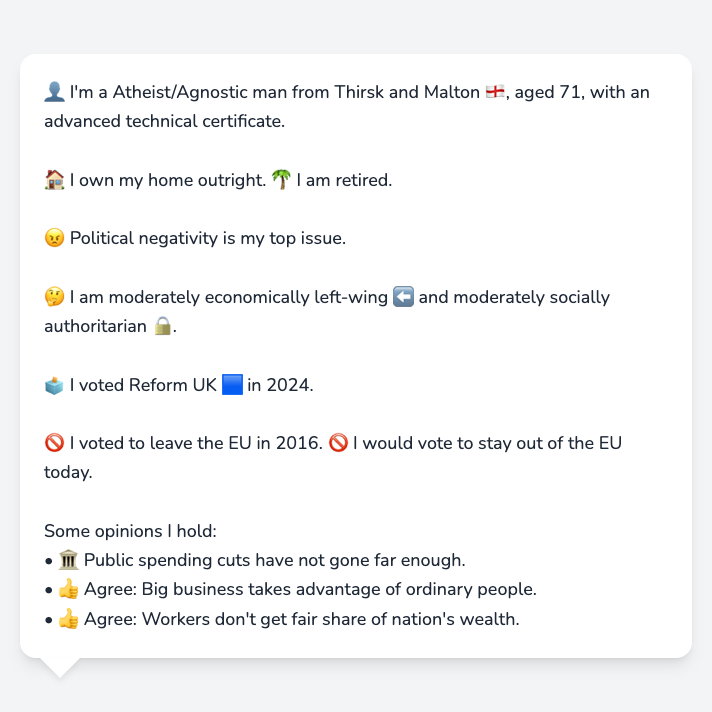 👤 I'm a Atheist/Agnostic man from Thirsk and Malton 🏴󠁧󠁢󠁥󠁮󠁧󠁿, aged 71, with an
advanced technical certificate.
🏠 I own my home outright. 🌴 I am retired.
😠 Political negativity is my top issue.
🤔 I am moderately economically left-wing ⬅️ and moderately socially
authoritarian 🔒.
🗳️ I voted Reform UK 🟦 in 2024.
🚫 I voted to leave the EU in 2016. 🚫 I would vote to stay out of the EU
today.
Some opinions I hold:
• 🏛️ Public spending cuts have not gone far enough.
• 👍 Agree: Big business takes advantage of ordinary people.
• 👍 Agree: Workers don't get fair share of nation's wealth.